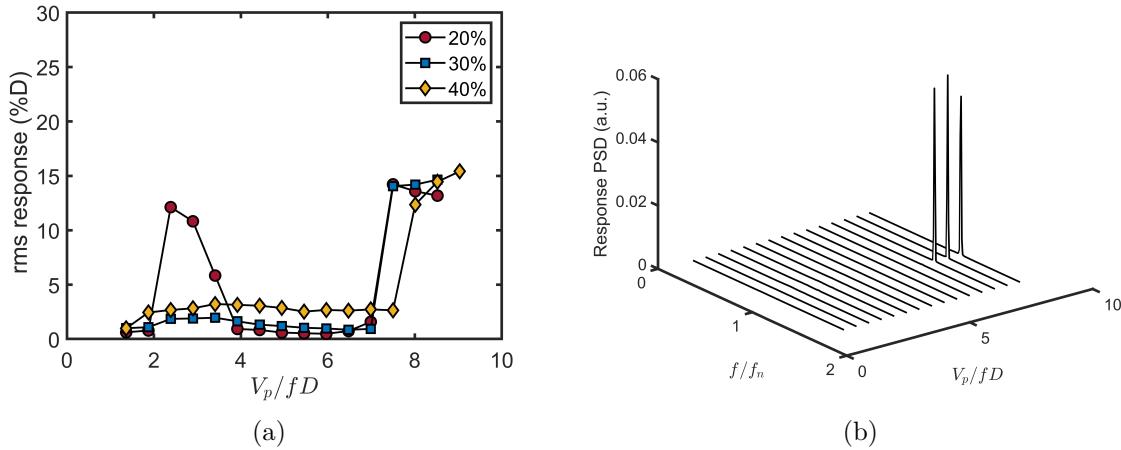 30
25
20
15
10
5
0
rms response (%D)
0 2 4 6 8 10
V_p/fD
20%
30%
40%
(a)
0.06
0.04
0.02
0
Response PSD (a.u.)
0
1
2
f/f_n
0
5
10
V_p/fD
(b)